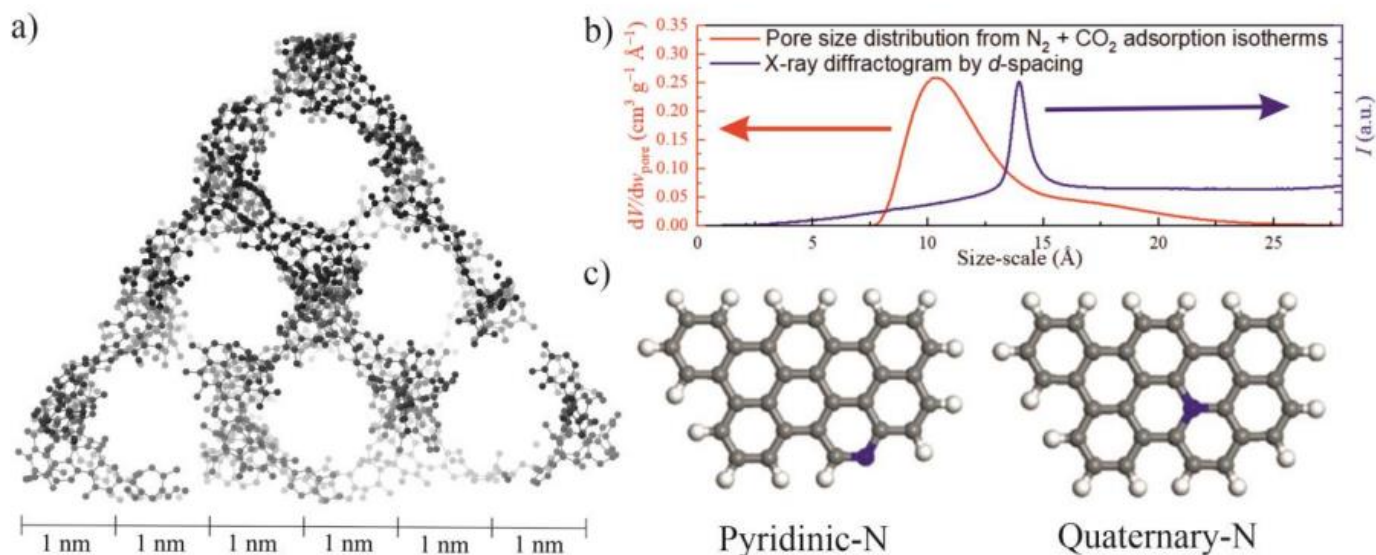 a)
1 nm 1 nm 1 nm 1 nm 1 nm 1 nm
b)
0.35
0.30
0.25
0.20
0.15
0.10
0.05
0.00
dV/dwpore (cm³ g⁻¹ Å⁻¹)
Pore size distribution from N₂ + CO₂ adsorption isotherms
X-ray diffractogram by d-spacing
I (a.u.)
0 5 10 15 20 25
Size-scale (Å)
c)
Pyridinic-N Quaternary-N